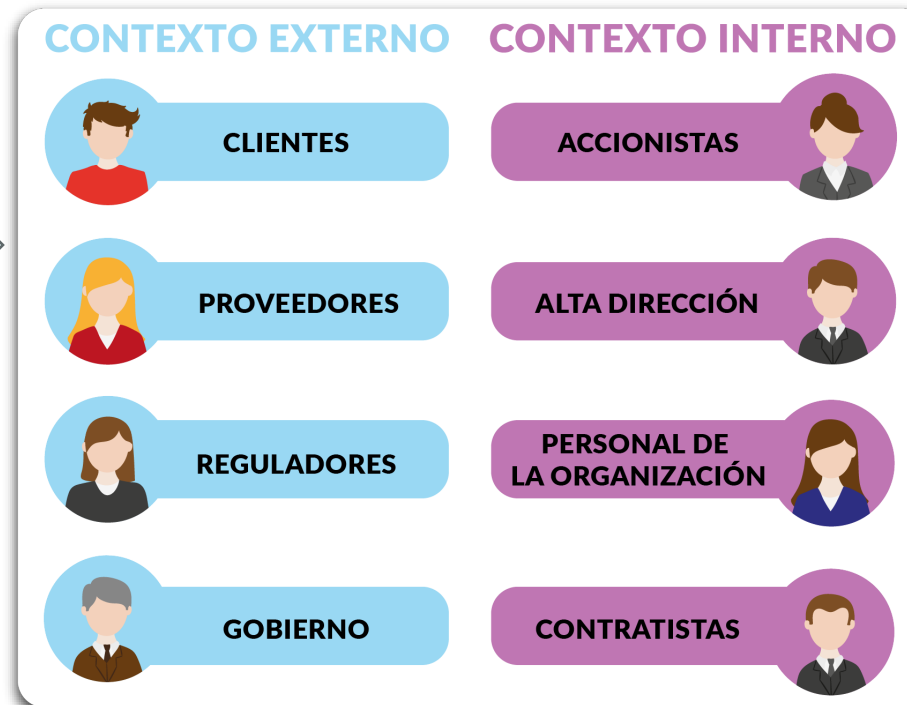 CONTEXTO EXTERNO
CLIENTES
PROVEEDORES
REGULADORES
GOBIERNO
CONTEXTO INTERNO
ACCIONISTAS
ALTA DIRECCIÓN
PERSONAL DE
LA ORGANIZACIÓN
CONTRATISTAS